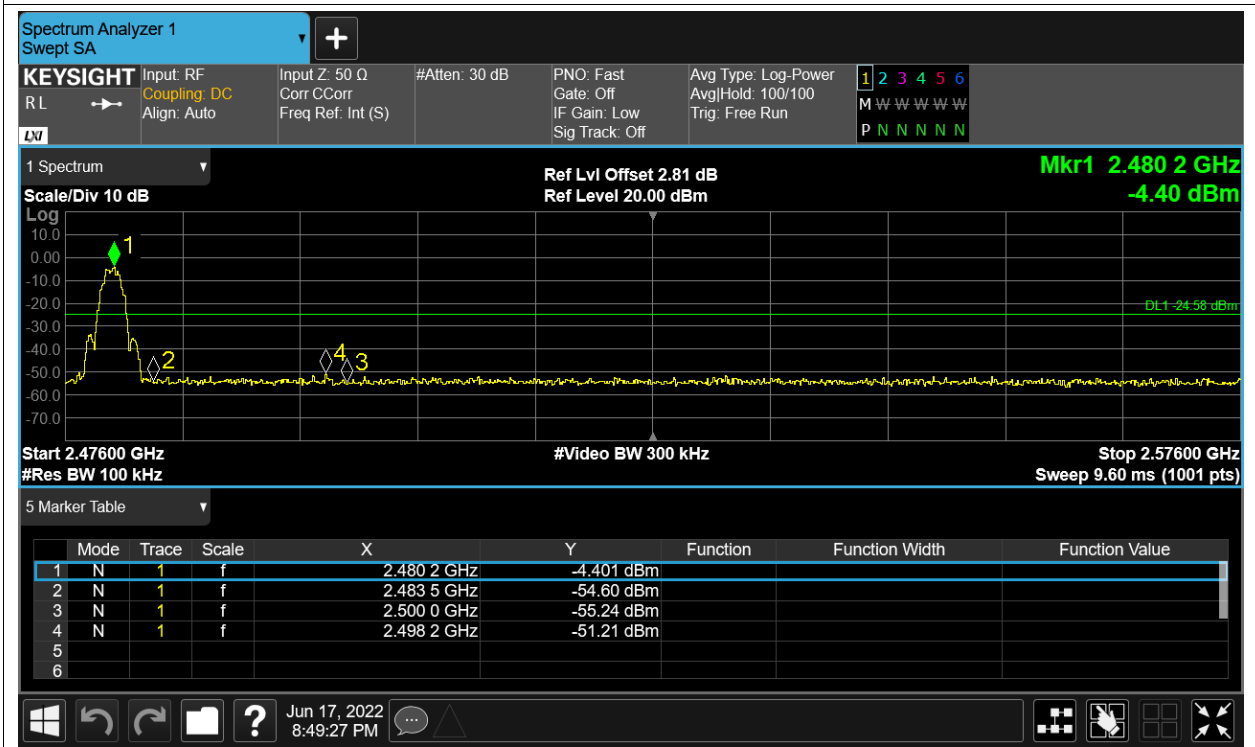 Spectrum Analyzer 1
Swept SA
+
KEYSIGHT Input: RF Input Z: 50 Ω #Atten: 30 dB PNO: Fast Avg Type: Log-Power 1 2 3 4 5 6
R L Coupling: DC Corr CCorr Gate: Off Avg|Hold: 100/100 M W W W W W W
Align: Auto Freq Ref: Int (S) IF Gain: Low Trig: Free Run
LXI Sig Track: Off P N N N N N N
1 Spectrum Ref Lvl Offset 2.81 dB Mkr1 2.480 2 GHz
Scale/Div 10 dB Ref Level 20.00 dBm -4.40 dBm
Log
10.0
1
0.00
-10.0
-20.0
DL1 -24.58 dBm
-30.0
-40.0
2 4 3
-50.0
-60.0
-70.0
Start 2.47600 GHz #Video BW 300 kHz Stop 2.57600 GHz
#Res BW 100 kHz Sweep 9.60 ms (1001 pts)
5 Marker Table
Mode Trace Scale X Y Function Function Width Function Value
1 N 1 f 2.480 2 GHz -4.401 dBm
2 N 1 f 2.483 5 GHz -54.60 dBm
3 N 1 f 2.500 0 GHz -55.24 dBm
4 N 1 f 2.498 2 GHz -51.21 dBm
5
6
? Jun 17, 2022
8:49:27 PM